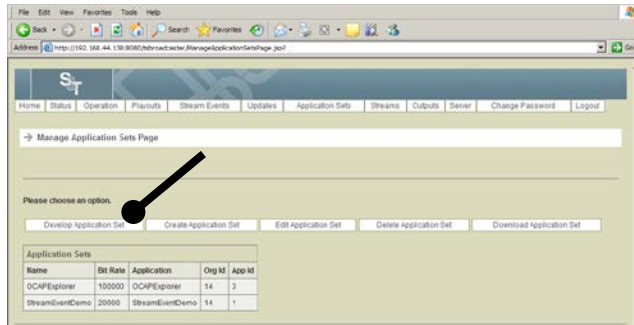 File Edit View Favorites Tools Help
Back Search Favorites
Address http://192.168.44.138:8080/tsbroadcaster/ManageApplicationSetsPage.jsp? Go
S&T
Home Status Operation Playouts Stream Events Updates Application Sets Streams Outputs Server Change Password Logout
Manage Application Sets Page
Please choose an option.
Develop Application Set Create Application Set Edit Application Set Delete Application Set Download Application Set
Application Sets
Name Bit Rate Application Org Id App Id
OCAPExplorer 100000 OCAPExplorer 14 3
StreamEventDemo 20000 StreamEventDemo 14 1